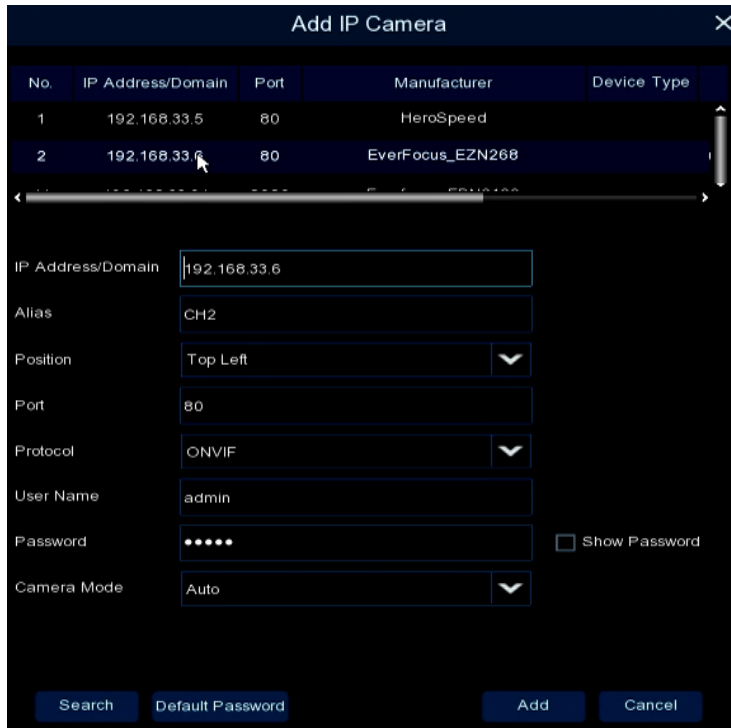 Add IP Camera
No. IP Address/Domain Port Manufacturer Device Type
1 192.168.33.5 80 HeroSpeed
2 192.168.33.6 80 EverFocus_EZN268
IP Address/Domain 192.168.33.6
Alias CH2
Position Top Left
Port 80
Protocol ONVIF
User Name admin
Password ••••• Show Password
Camera Mode Auto
Search Default Password Add Cancel